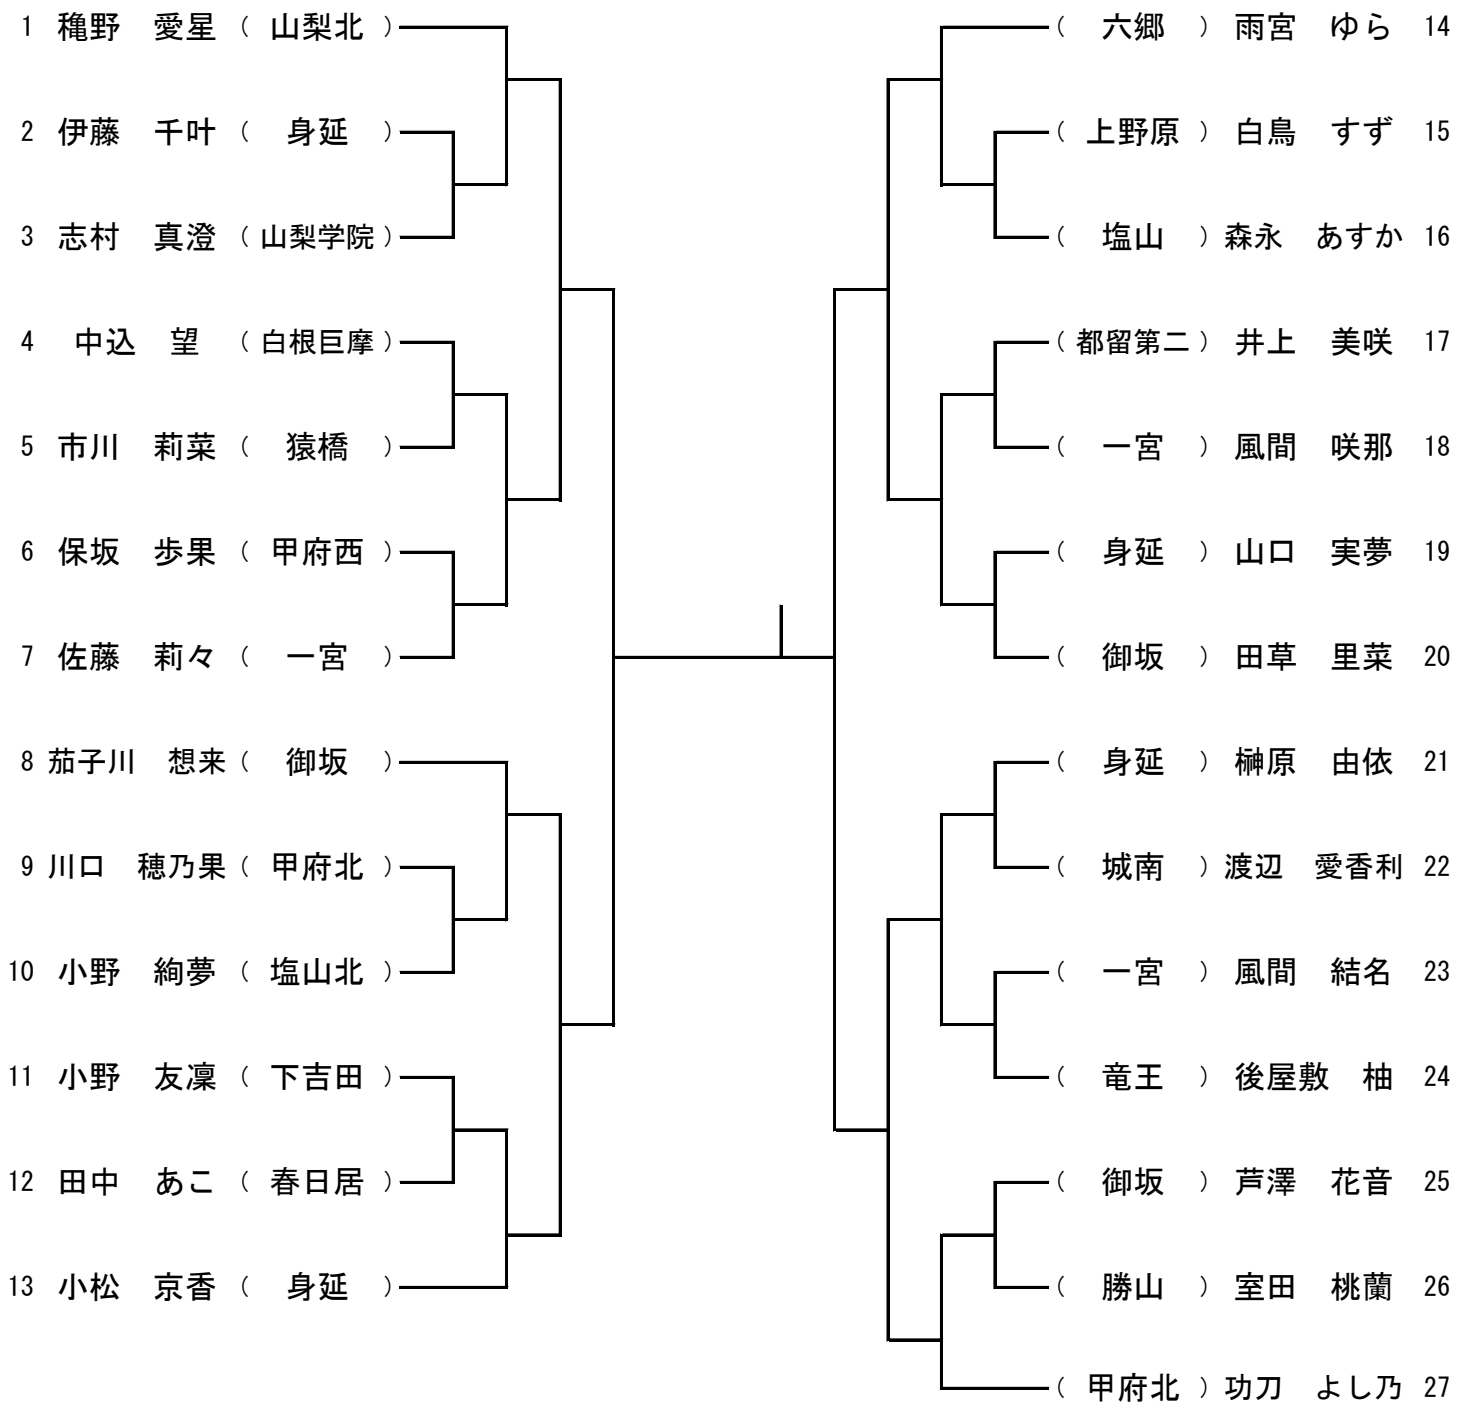 1 穐野 愛星 ( 山梨北 )
2 伊藤 千叶 ( 身延 )
3 志村 真澄 ( 山梨学院 )
4 中込 望 ( 白根巨摩 )
5 市川 莉菜 ( 猿橋 )
6 保坂 歩果 ( 甲府西 )
7 佐藤 莉々 ( 一宮 )
8 茄子川 想来 ( 御坂 )
9 川口 穂乃果 ( 甲府北 )
10 小野 絢夢 ( 塩山北 )
11 小野 友凜 ( 下吉田 )
12 田中 あこ ( 春日居 )
13 小松 京香 ( 身延 )
( 六郷 ) 雨宮 ゆら 14
( 上野原 ) 白鳥 すず 15
( 塩山 ) 森永 あすか 16
( 都留第二 ) 井上 美咲 17
( 一宮 ) 風間 咲那 18
( 身延 ) 山口 実夢 19
( 御坂 ) 田草 里菜 20
( 身延 ) 榊原 由依 21
( 城南 ) 渡辺 愛香利 22
( 一宮 ) 風間 結名 23
( 竜王 ) 後屋敷 柚 24
( 御坂 ) 芦澤 花音 25
( 勝山 ) 室田 桃蘭 26
( 甲府北 ) 功刀 よし乃 27